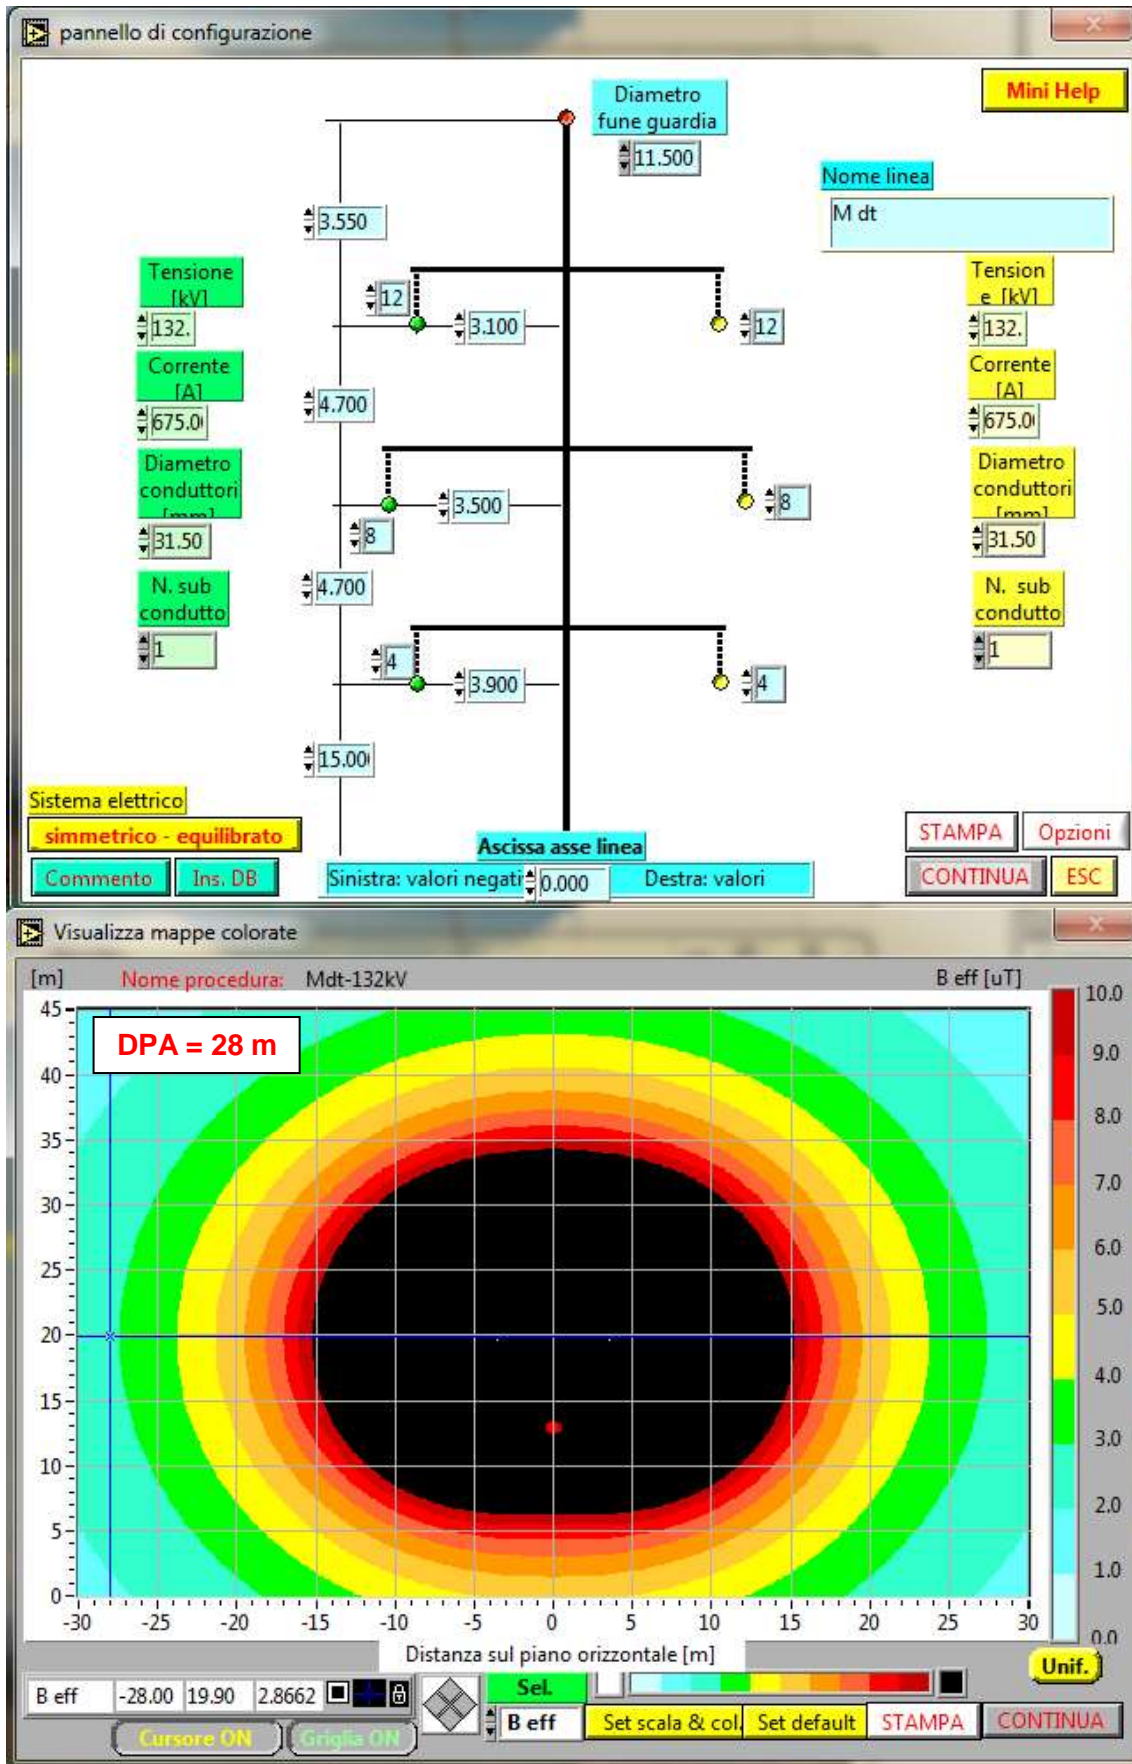 pannello di configurazione
Mini Help
Diametro
fune guardia
11.500
Nome linea
M dt
3.550
Tensione
[kV]
132.
Tension
e [kV]
132.
12
3.100
12
Corrente
[A]
675.0
Corrente
[A]
675.0
4.700
Diametro
conduttori
[mm]
31.50
Diametro
conduttori
[mm]
31.50
3.500
8
8
4.700
N. sub
condutto
1
N. sub
condutto
1
4
3.900
4
15.00
Sistema elettrico
simmetrico - equilibrato
Commento
Ins. DB
Ascissa asse linea
Sinistra: valori negati
0.000
Destra: valori
STAMPA
Opzioni
CONTINUA
ESC
Visualizza mappe colorate
[m]
Nome procedura: Mdt-132kV
B eff [uT]
DPA = 28 m
45
40
35
30
25
20
15
10
5
0
-30 -25 -20 -15 -10 -5 0 5 10 15 20 25 30
Distanza sul piano orizzontale [m]
10.0
9.0
8.0
7.0
6.0
5.0
4.0
3.0
2.0
1.0
0.0
Unif.
B eff -28.00 19.90 2.8662
Cursore ON
Griglia ON
Sel.
B eff
Set scala & col.
Set default
STAMPA
CONTINUA